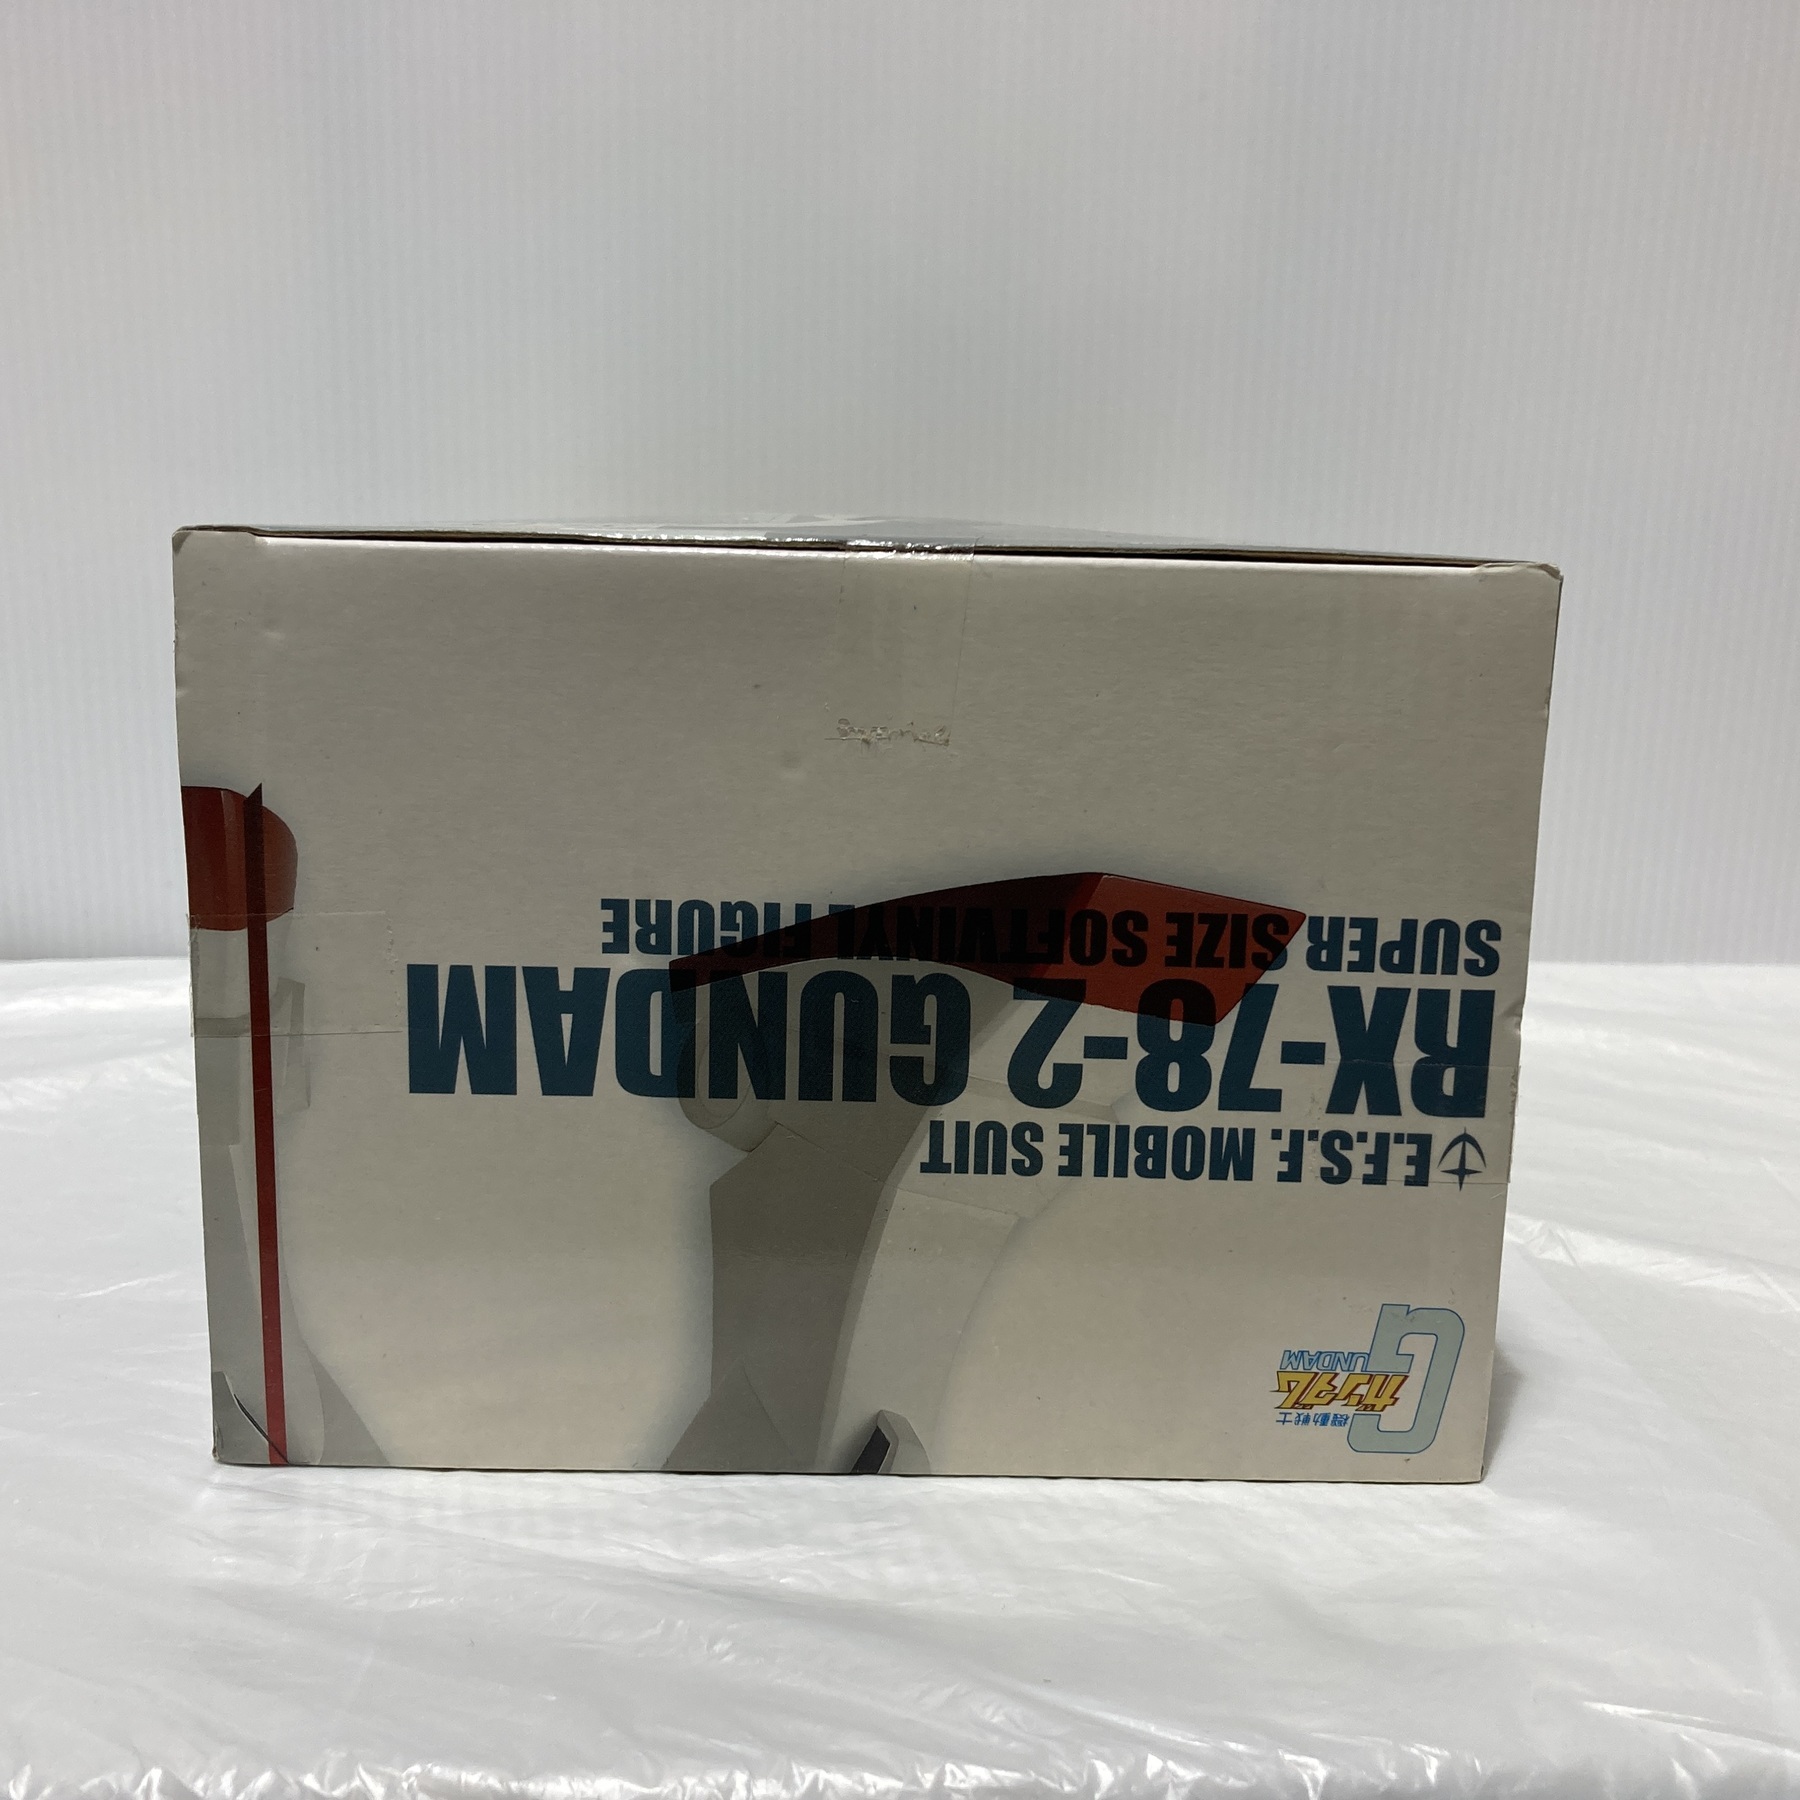 機動戦士
ガンダム
GUNDAM
E.F.S.F. MOBILE SUIT
RX-78-2 GUNDAM
SUPER SIZE SOFTVINYL FIGURE